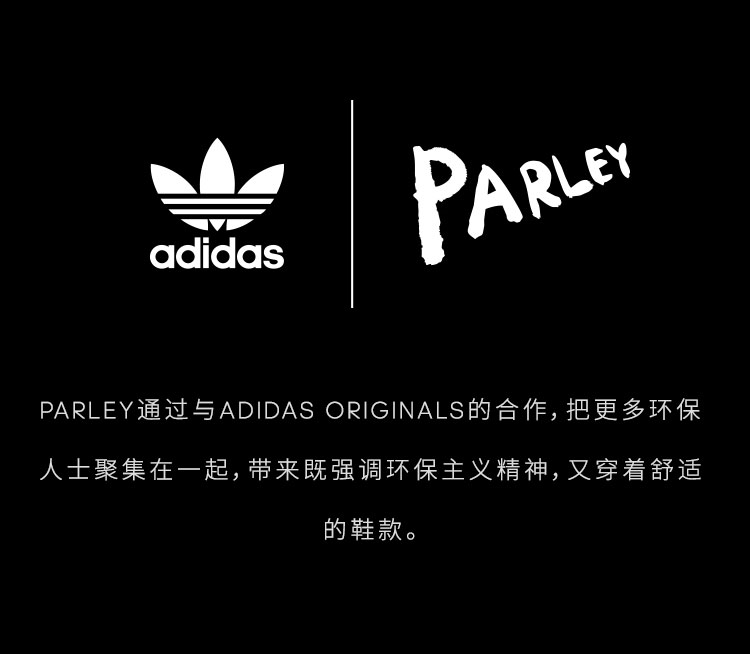 adidas
PARLEY
PARLEY通过与ADIDAS ORIGINALS的合作，把更多环保
人士聚集在一起，带来既强调环保主义精神，又穿着舒适
的鞋款。